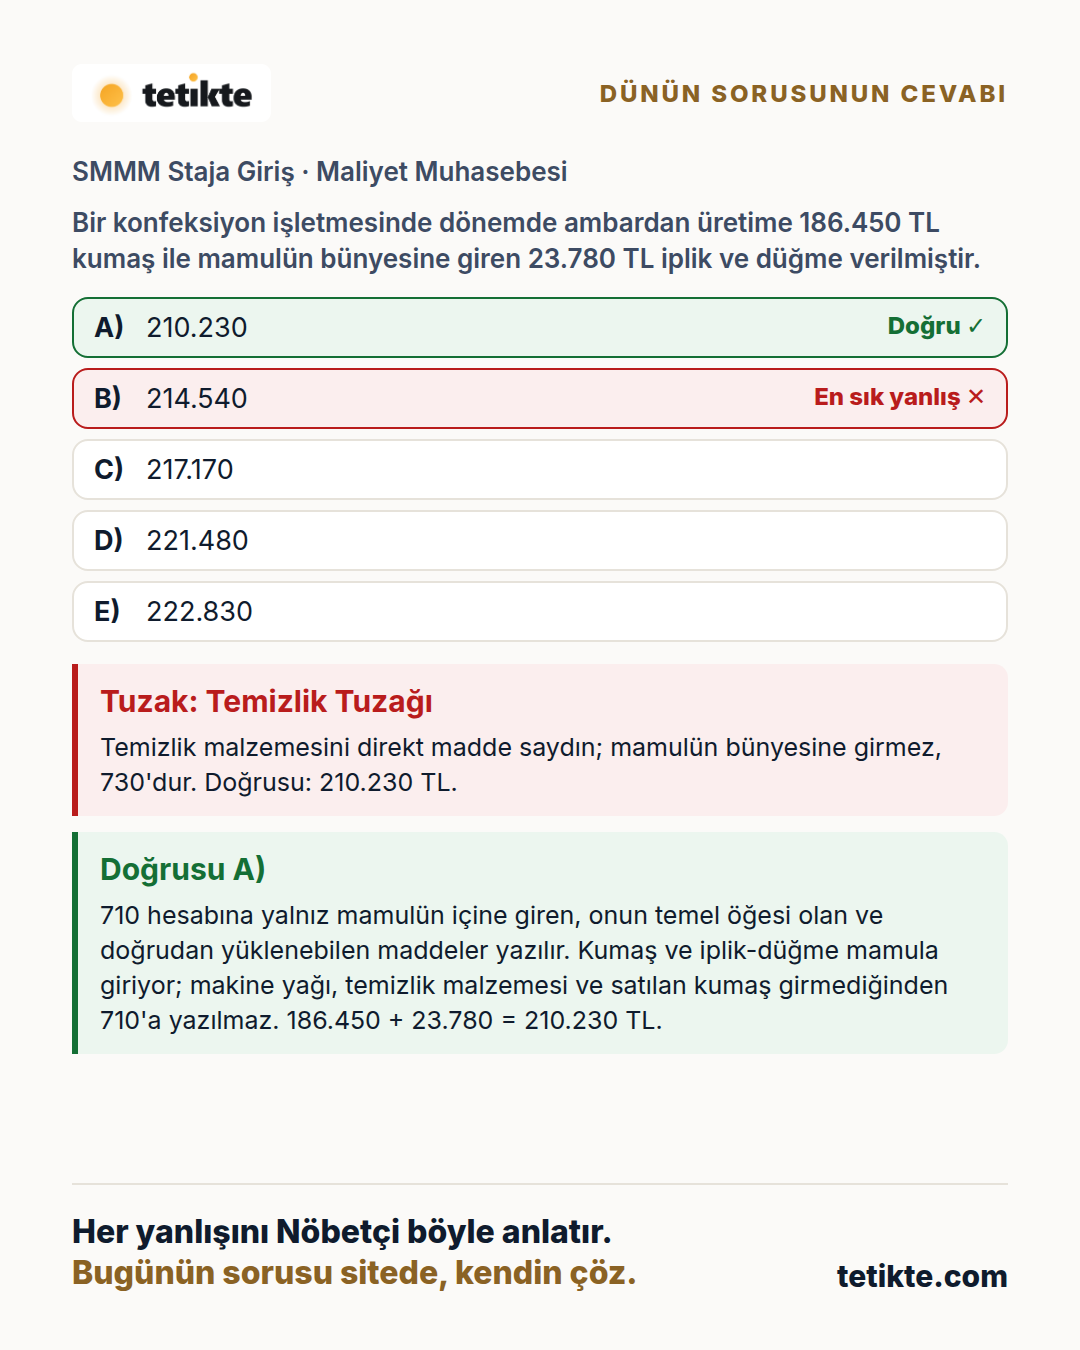 tetikte
DÜNÜN SORUSUNUN CEVABI
SMMM Staja Giriş · Maliyet Muhasebesi
Bir konfeksiyon işletmesinde dönemde ambardan üretime 186.450 TL
kumaş ile mamulün bünyesine giren 23.780 TL iplik ve düğme verilmiştir.
A) 210.230 Doğru ✓
B) 214.540 En sık yanlış ✕
C) 217.170
D) 221.480
E) 222.830
Tuzak: Temizlik Tuzağı
Temizlik malzemesini direkt madde saydın; mamulün bünyesine girmez,
730'dur. Doğrusu: 210.230 TL.
Doğrusu A)
710 hesabına yalnız mamulün içine giren, onun temel öğesi olan ve
doğrudan yüklenebilen maddeler yazılır. Kumaş ve iplik-düğme mamula
giriyor; makine yağı, temizlik malzemesi ve satılan kumaş girmediğinden
710'a yazılmaz. 186.450 + 23.780 = 210.230 TL.
Her yanlışını Nöbetçi böyle anlatır.
Bugünün sorusu sitede, kendin çöz.
tetikte.com